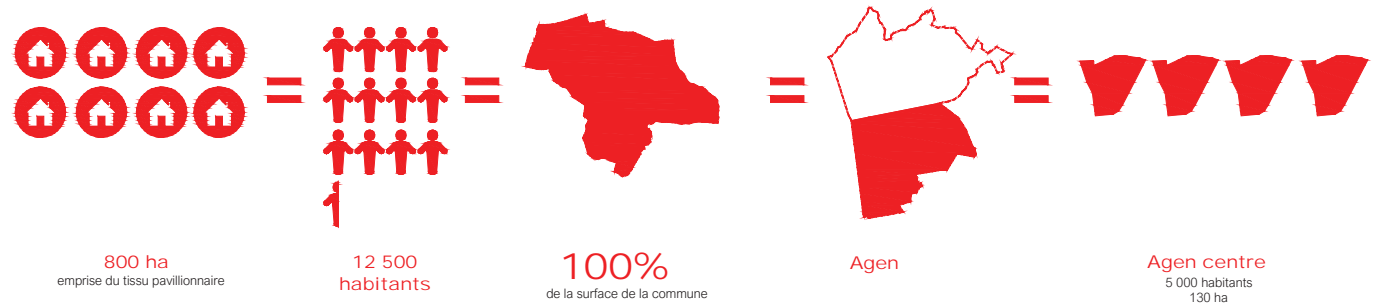 800 ha
emprise du tissu pavillionnaire
12 500
habitants
100%
de la surface de la commune
Agen
Agen centre
5 000 habitants
130 ha